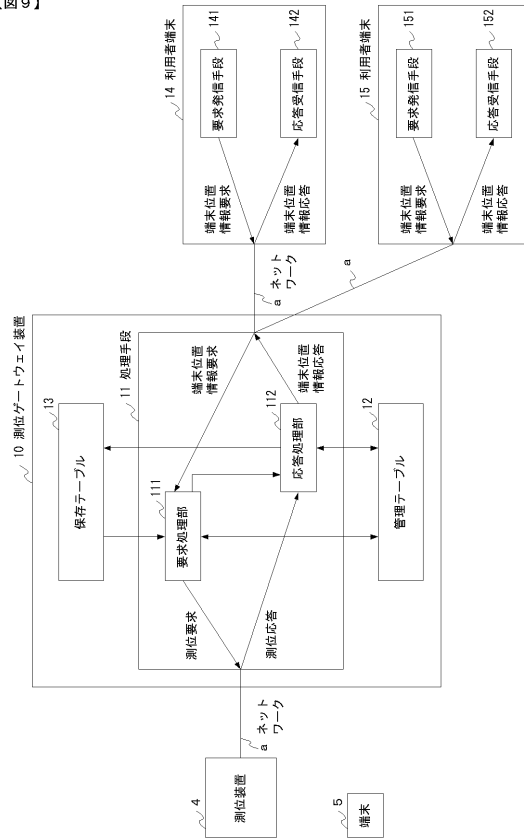 【図9】
10 測位ゲートウェイ装置
13
保存テーブル
11 処理手段
111
要求処理部
112
応答処理部
12
管理テーブル
端末位置
情報要求
端末位置
情報応答
測位要求
測位応答
4
測位装置
a
ネット
ワーク
5
端末
a
ネット
ワーク
a
14 利用者端末
141
要求発信手段
142
応答受信手段
端末位置
情報要求
端末位置
情報応答
15 利用者端末
151
要求発信手段
152
応答受信手段
端末位置
情報要求
端末位置
情報応答